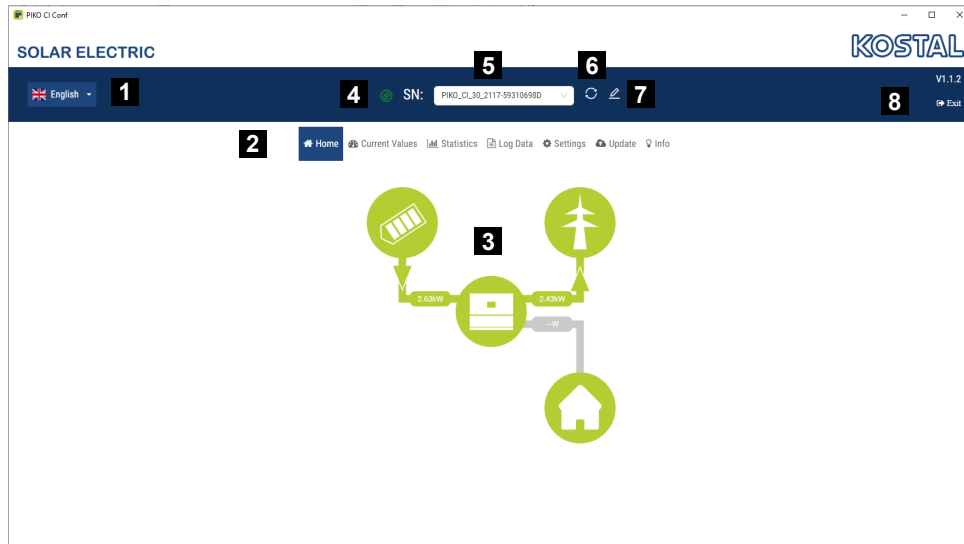 PIKO CI Conf
SOLAR ELECTRIC
KOSTAL
5
6
V1.1.2
English
1
4
SN:
PIKO_CI_30_2117-59310698D
7
8
Exit
2
Home
Current Values
Statistics
Log Data
Settings
Update
Info
3
2.63kW
2.43kW
---W